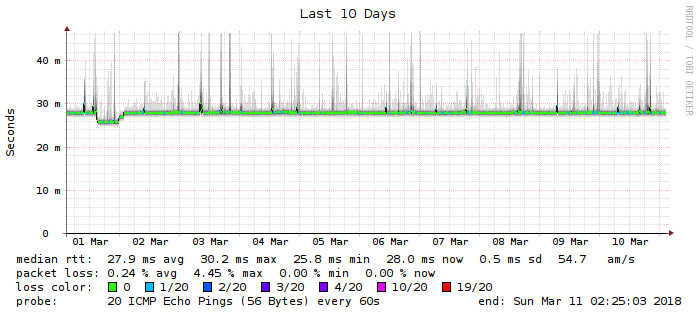 Last 10 Days
RRDTOOL / TOBI OETIKER
Seconds
40 m
30 m
20 m
10 m
0
01 Mar 02 Mar 03 Mar 04 Mar 05 Mar 06 Mar 07 Mar 08 Mar 09 Mar 10 Mar
median rtt: 27.9 ms avg 30.2 ms max 25.8 ms min 28.0 ms now 0.5 ms sd 54.7 am/s
packet loss: 0.24 % avg 4.45 % max 0.00 % min 0.00 % now
loss color: 0 1/20 2/20 3/20 4/20 10/20 19/20
probe: 20 ICMP Echo Pings (56 Bytes) every 60s end: Sun Mar 11 02:25:03 2018